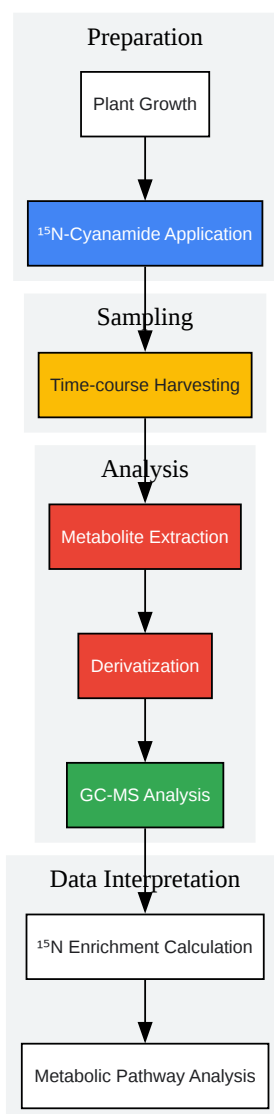 Preparation
Plant Growth
¹⁵N-Cyanamide Application
Sampling
Time-course Harvesting
Analysis
Metabolite Extraction
Derivatization
GC-MS Analysis
Data Interpretation
¹⁵N Enrichment Calculation
Metabolic Pathway Analysis